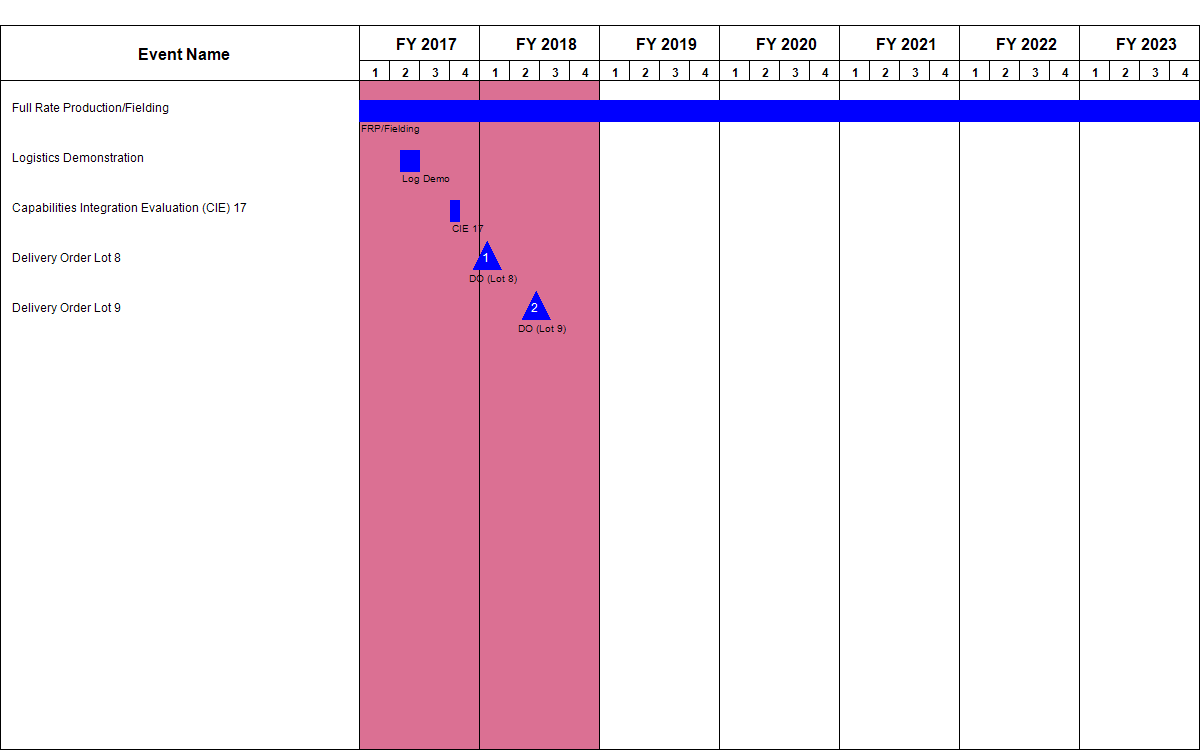 Event Name
FY 2017 FY 2018 FY 2019 FY 2020 FY 2021 FY 2022 FY 2023
1 2 3 4 1 2 3 4 1 2 3 4 1 2 3 4 1 2 3 4 1 2 3 4 1 2 3 4
Full Rate Production/Fielding
FRP/Fielding
Logistics Demonstration
Log Demo
Capabilities Integration Evaluation (CIE) 17
CIE 17
Delivery Order Lot 8
1
DO (Lot 8)
Delivery Order Lot 9
2
DO (Lot 9)